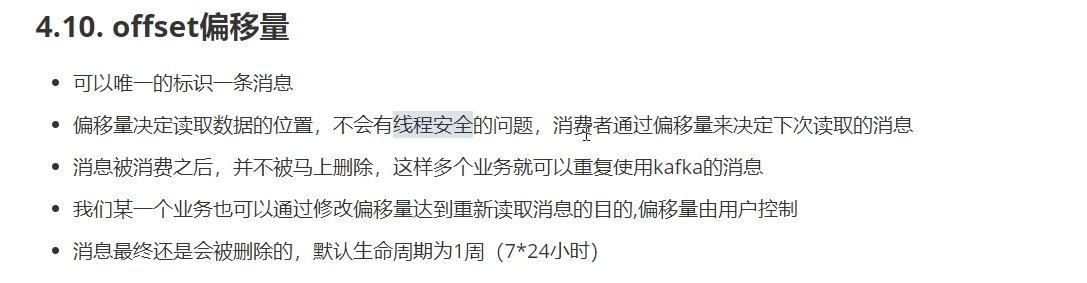 4.10. offset偏移量
可以唯一的标识一条消息
偏移量决定读取数据的位置，不会有线程安全的问题，消费者通过偏移量来决定下次读取的消息
消息被消费之后，并不被马上删除，这样多个业务就可以重复使用kafka的消息
我们某一个业务也可以通过修改偏移量达到重新读取消息的目的,偏移量由用户控制
消息最终还是会被删除的，默认生命周期为1周（7*24小时）